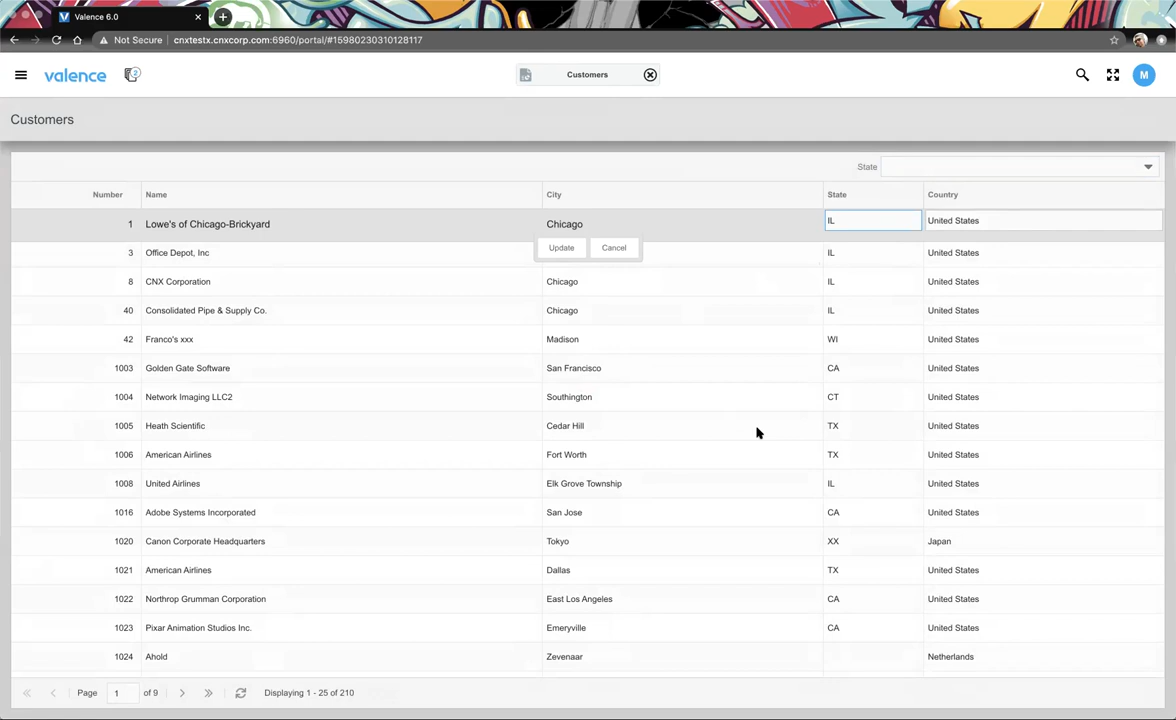 Valence 6.0
Not Secure cnxtestx.cnxcorp.com:6960/portal/#15980230310128117
valence 2 Customers M
Customers
State
Number Name City State Country
1 Lowe's of Chicago-Brickyard Chicago IL United States
Update Cancel
3 Office Depot, Inc IL United States
8 CNX Corporation Chicago IL United States
40 Consolidated Pipe & Supply Co. Chicago IL United States
42 Franco's xxx Madison WI United States
1003 Golden Gate Software San Francisco CA United States
1004 Network Imaging LLC2 Southington CT United States
1005 Heath Scientific Cedar Hill TX United States
1006 American Airlines Fort Worth TX United States
1008 United Airlines Elk Grove Township IL United States
1016 Adobe Systems Incorporated San Jose CA United States
1020 Canon Corporate Headquarters Tokyo XX Japan
1021 American Airlines Dallas TX United States
1022 Northrop Grumman Corporation East Los Angeles CA United States
1023 Pixar Animation Studios Inc. Emeryville CA United States
1024 Ahold Zevenaar Netherlands
Page 1 of 9 Displaying 1 - 25 of 210